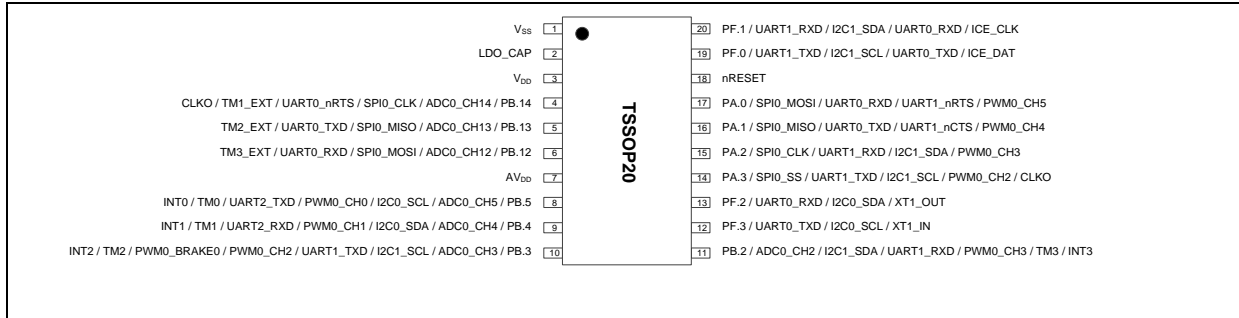 VSS 1
LDO_CAP 2
VDD 3
CLKO / TM1_EXT / UART0_nRTS / SPI0_CLK / ADC0_CH14 / PB.14 4
TM2_EXT / UART0_TXD / SPI0_MISO / ADC0_CH13 / PB.13 5
TM3_EXT / UART0_RXD / SPI0_MOSI / ADC0_CH12 / PB.12 6
AVDD 7
INT0 / TM0 / UART2_TXD / PWM0_CH0 / I2C0_SCL / ADC0_CH5 / PB.5 8
INT1 / TM1 / UART2_RXD / PWM0_CH1 / I2C0_SDA / ADC0_CH4 / PB.4 9
INT2 / TM2 / PWM0_BRAKE0 / PWM0_CH2 / UART1_TXD / I2C1_SCL / ADC0_CH3 / PB.3 10
TSSOP20
20 PF.1 / UART1_RXD / I2C1_SDA / UART0_RXD / ICE_CLK
19 PF.0 / UART1_TXD / I2C1_SCL / UART0_TXD / ICE_DAT
18 nRESET
17 PA.0 / SPI0_MOSI / UART0_RXD / UART1_nRTS / PWM0_CH5
16 PA.1 / SPI0_MISO / UART0_TXD / UART1_nCTS / PWM0_CH4
15 PA.2 / SPI0_CLK / UART1_RXD / I2C1_SDA / PWM0_CH3
14 PA.3 / SPI0_SS / UART1_TXD / I2C1_SCL / PWM0_CH2 / CLKO
13 PF.2 / UART0_RXD / I2C0_SDA / XT1_OUT
12 PF.3 / UART0_TXD / I2C0_SCL / XT1_IN
11 PB.2 / ADC0_CH2 / I2C1_SDA / UART1_RXD / PWM0_CH3 / TM3 / INT3